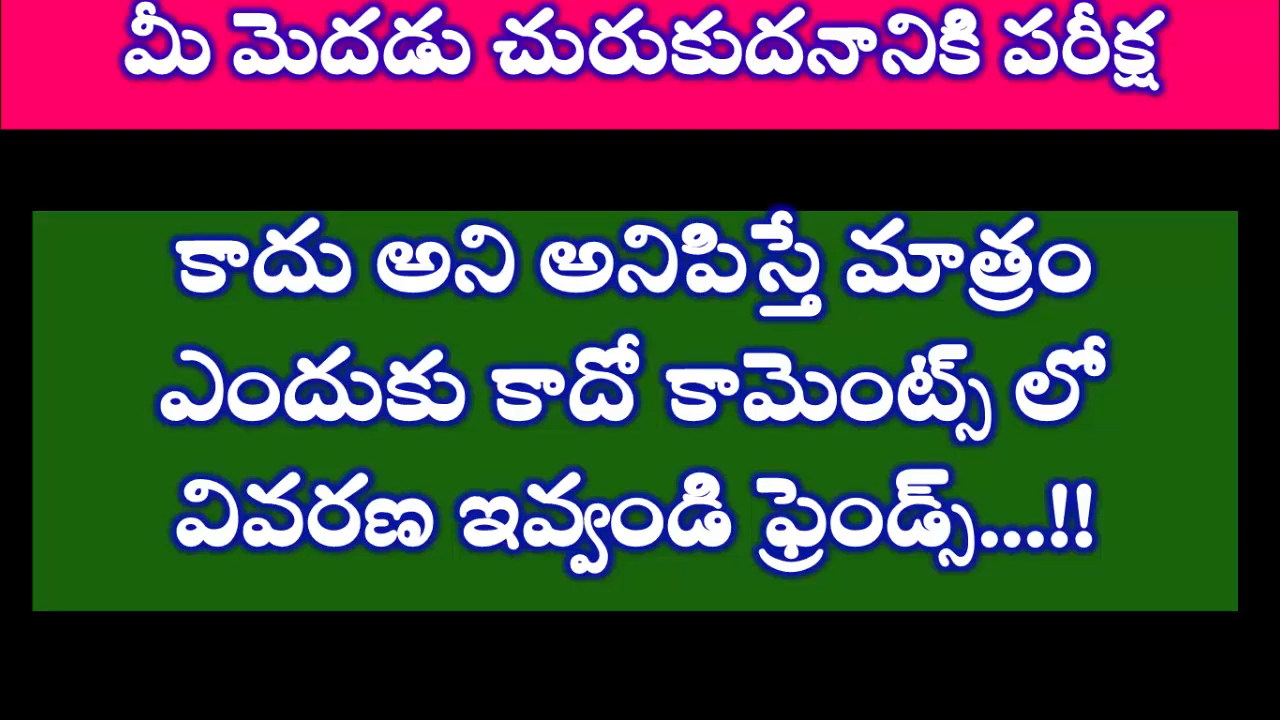 మీ మెదడు చురుకుదనానికి పరీక్ష
కాదు అని అనిపిస్తే మాత్రం
ఎందుకు కాదో కామెంట్స్ లో
వివరణ ఇవ్వండి ఫ్రెండ్స్...!!